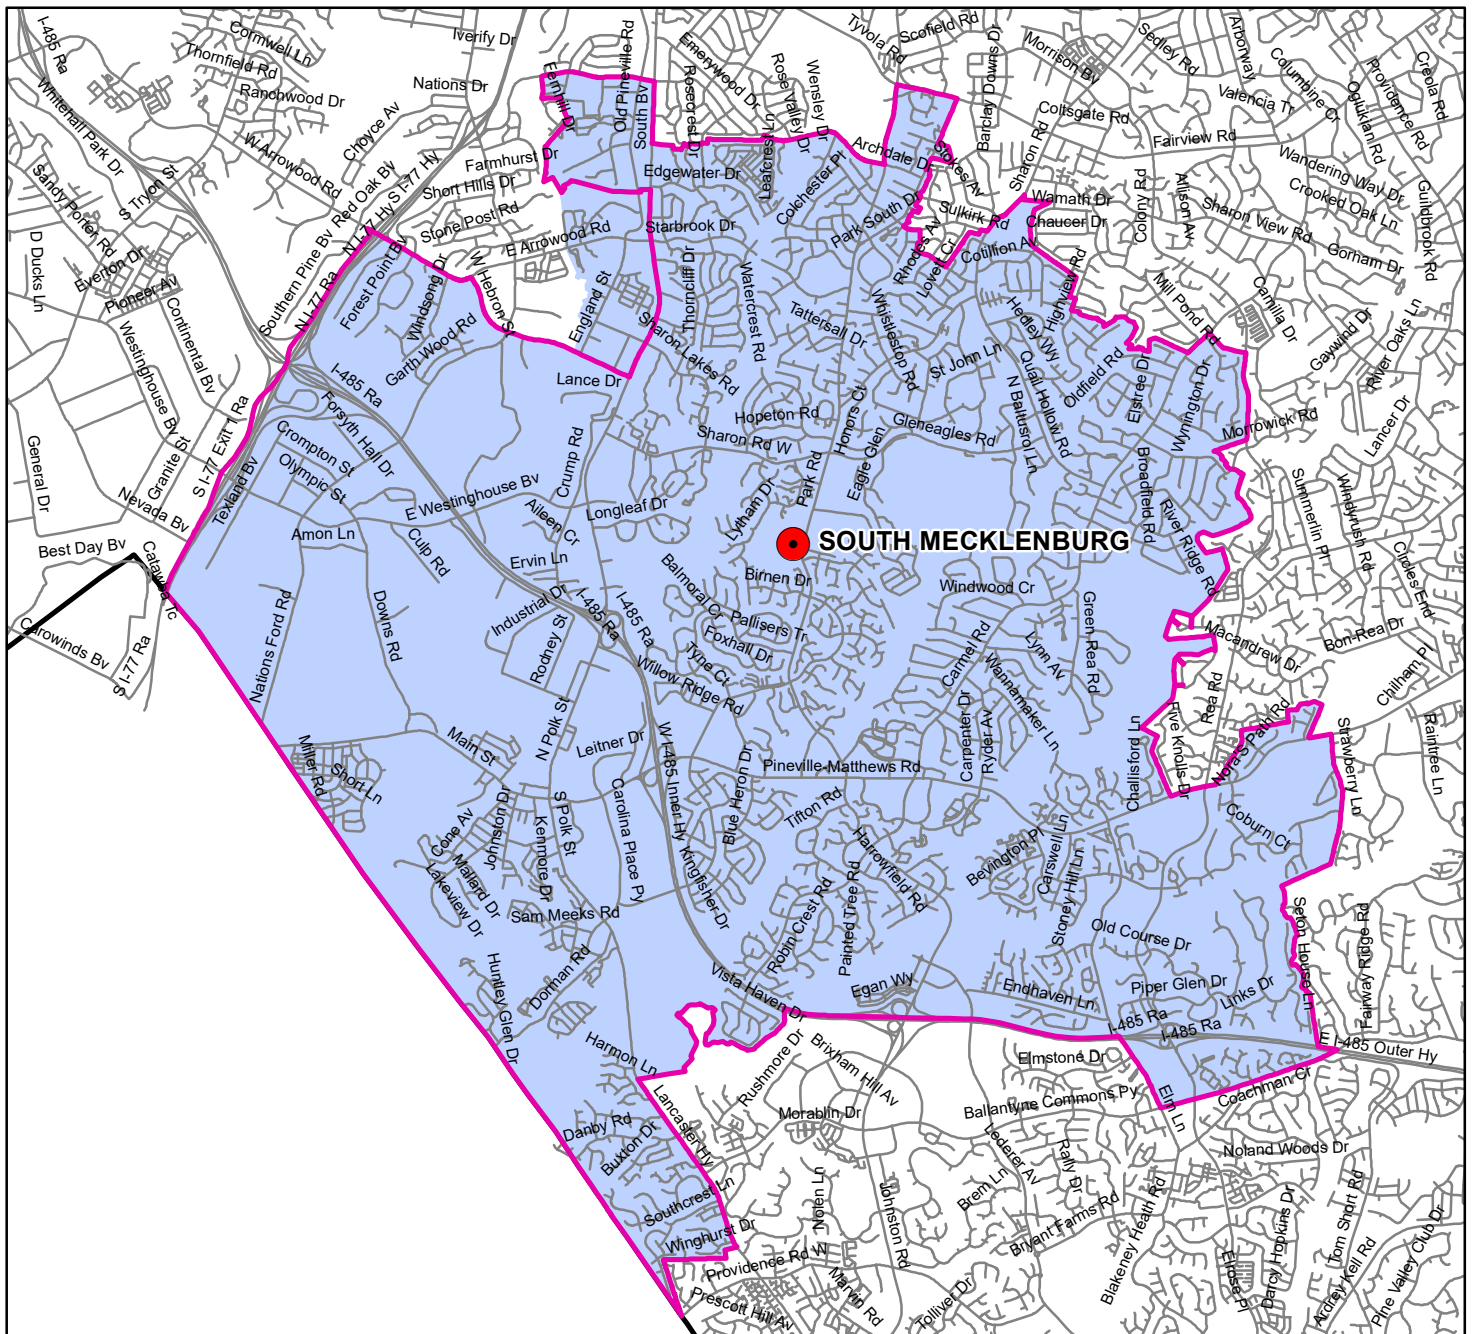 I-485 Ra
Cornwell Ln
Thornfield Rd
Ranchwood Dr
Iverify Dr
Nations Dr
Whitehall Park Dr
Choyce Av
W Arrowood Rd
Sandy Porter Rd
S Tryon St
Farmhurst Dr
Short Hills Dr
Stone Post Rd
E Arrowood Rd
Fernhill Dr
Old Pineville Rd
South Bv
Rosecrest Dr
Emerywood Dr
Rose Valley Dr
Wensley Dr
Tyvola Rd
Scofield Rd
Barclay Downs Dr
Morrison Bv
Sedley Rd
Arborway
Columbine Cr
Providence Rd
Creola Rd
Oglukian Rd
Valencia Tr
Coltsgate Rd
Fairview Rd
Sharon Rd
Wandering Way Dr
Crooked Oak Ln
Guildbrook Rd
Archdale Dr
Stokes Av
Edgewater Dr
Leafcrest Ln
Colchester Pl
Park South Dr
Sulkirk Rd
Wamath Dr
Chaucer Dr
Colony Rd
Allison Av
Sharon View Rd
Gorham Dr
Starbrook Dr
Rhodes Av
Lowell Cr
Cotillion Av
Highview Rd
D Ducks Ln
Everton Dr
Pioneer Av
Southern Pine Bv
Red Oak Bv
N I-77 Hy
S I-77 Hy
N I-77 Ra
Forest Point Bv
Windsong Dr
W Hebron St
England St
Thorncliff Dr
Watercrest Rd
Tattersall Dr
Whistlestop Rd
Hedley Wy
Mill Pond Rd
Camilla Dr
Gaywind Dr
River Oaks Ln
Continental Bv
Westinghouse Bv
Garth Wood Rd
I-485 Ra
Lance Dr
Sharon Lakes Rd
St John Ln
Quail Hollow Rd
Oldfield Rd
Elstree Dr
Wynington Dr
Morrowick Rd
Lancer Dr
Hopeton Rd
Sharon Rd W
Honors Ct
Gleneagles Rd
N Baltusrol Ln
Broadfield Rd
General Dr
Granite St
S I-77 Exit 1 Ra
Forsyth Hall Dr
Crompton St
Olympic St
Texland Bv
Nevada Bv
Crump Rd
E Westinghouse Bv
Aileen Cr
Longleaf Dr
Lytham Dr
Park Rd
Eagle Glen
Summerlin Pl
Windyrush Rd
Circles End
River Ridge Rd
Best Day Bv
Catawba Tc
Amon Ln
Culp Rd
Ervin Ln
SOUTH MECKLENBURG
Birnen Dr
Windwood Cr
Carowinds Bv
S I-77 Ra
Nations Ford Rd
Downs Rd
Industrial Dr
I-485 Ra
I-485 Ra
Rodney St
Balmoral Cr
Pallisers Tr
Foxhall Dr
Tyne Ct
Willow Ridge Rd
Carmel Rd
Lynn Av
Green Rea Rd
Wannamaker Ln
Macandrew Dr
Bon-Rea Dr
Chilham Pl
Rea Rd
Five Knolls Dr
Nora'S Path Rd
Raintree Ln
Strawberry Ln
Challisford Ln
Miller Rd
Short Ln
Main St
N Polk St
Leitner Dr
W I-485 Inner Hy
Pineville-Matthews Rd
Carpenter Dr
Ryder Av
Blue Heron Dr
Tifton Rd
Cone Av
Johnston Dr
Mallard Dr
Lakeview Dr
S Polk St
Kenmore Dr
Carolina Place Py
Kingfisher Dr
Harrowfield Rd
Bevington Pl
Carswell Ln
Stoney Hill Ln
Coburn Ct
Sam Meeks Rd
Robin Crest Rd
Painted Tree Rd
Old Course Dr
Seton House Ln
Fairway Ridge Rd
Huntley Glen Dr
Dorman Rd
Vista Haven Dr
Egan Wy
Endhaven Ln
Piper Glen Dr
Links Dr
I-485 Ra
I-485 Ra
E I-485 Outer Hy
Harmon Ln
Lancaster Hy
Rushmore Dr
Brixham Hill Av
Elmstone Dr
Coachman Cr
Elm Ln
Ballantyne Commons Py
Morablin Dr
Danby Rd
Buxton Dr
Noland Woods Dr
Lederer Av
Rally Dr
Southcrest Ln
Winghurst Dr
Nolen Ln
Johnston Rd
Brem Ln
Bryant Farms Rd
Blakeney Heath Rd
Tom Short Rd
Darcy Hopkins Dr
Elrose Pl
Ardrey Kell Rd
Pine Valley Club Dr
Providence Rd W
Prescott Hill Av
Marvin Rd
Tolliver Dr